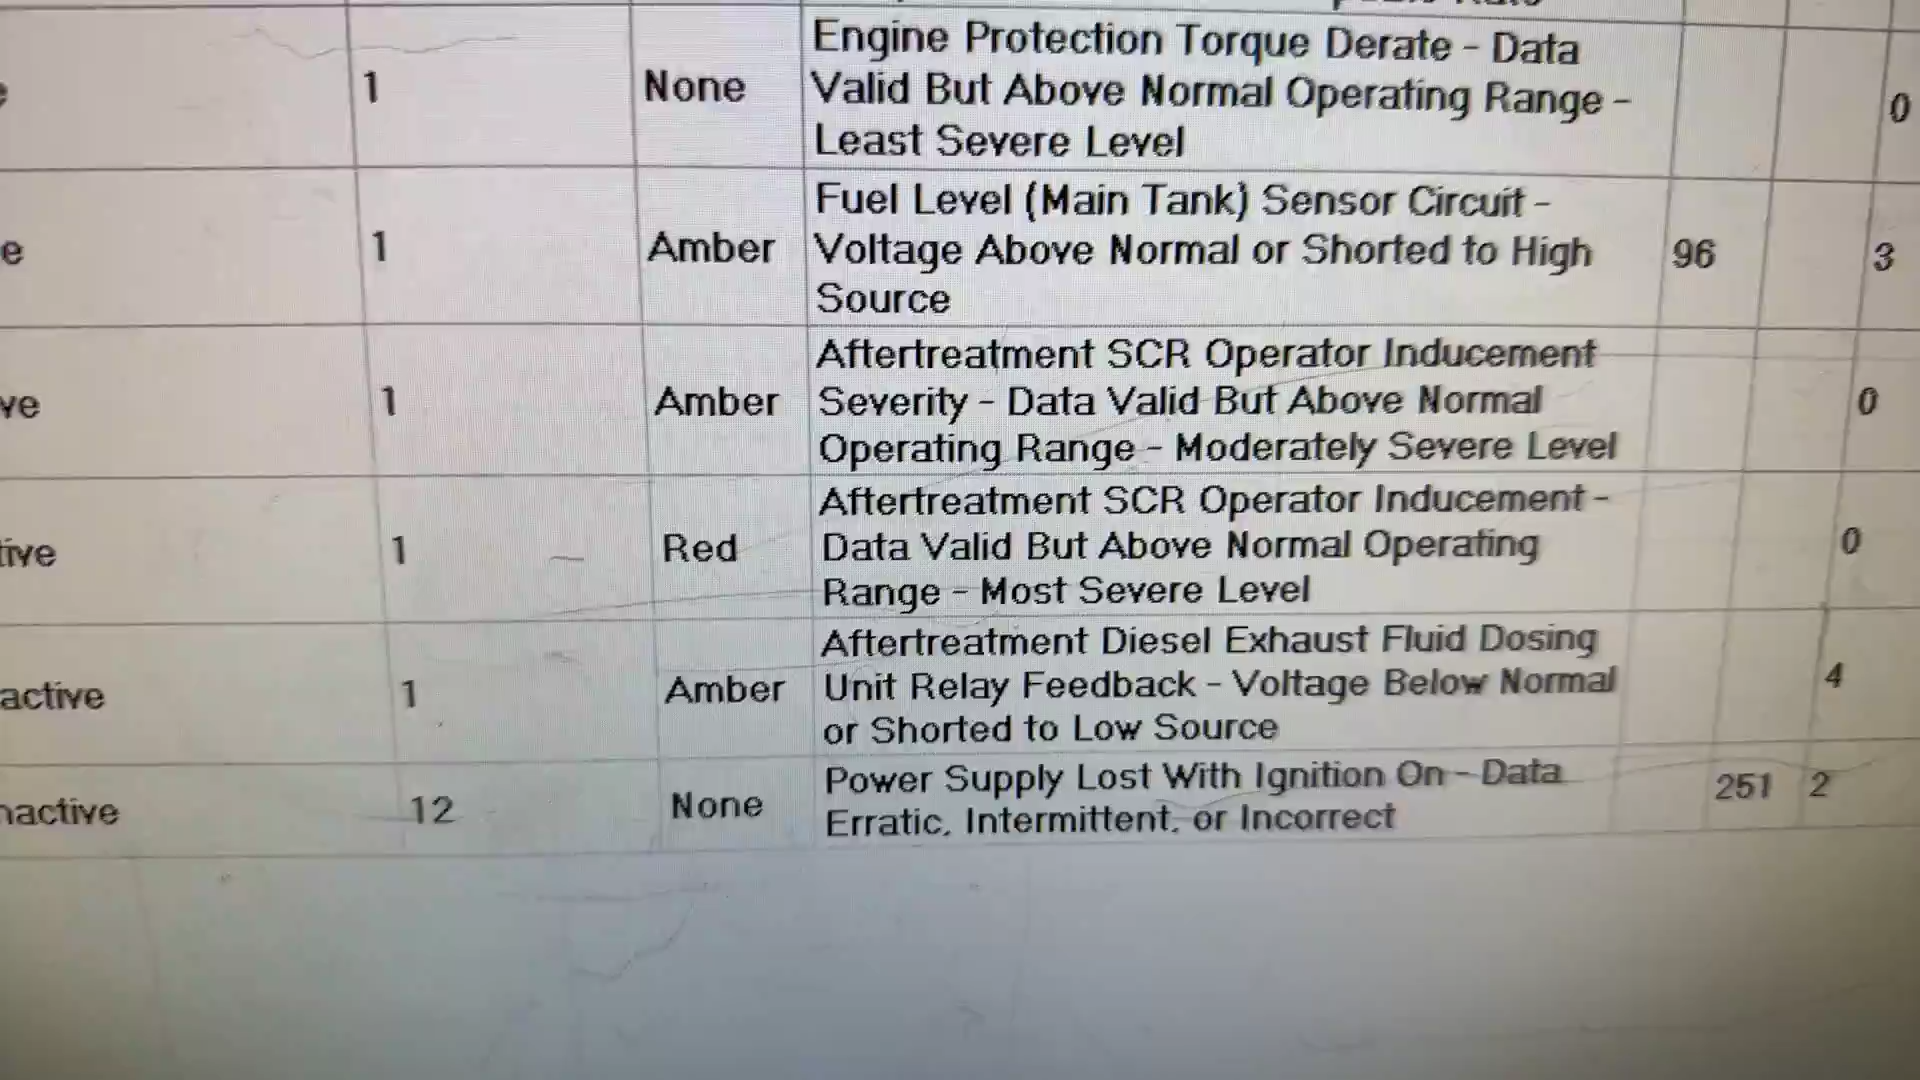 1 None Engine Protection Torque Derate - Data
Valid But Above Normal Operating Range -
Least Severe Level 0
e 1 Amber Fuel Level (Main Tank) Sensor Circuit -
Voltage Above Normal or Shorted to High
Source 96 3
ve 1 Amber Aftertreatment SCR Operator Inducement
Severity - Data Valid But Above Normal
Operating Range - Moderately Severe Level 0
tive 1 Red Aftertreatment SCR Operator Inducement -
Data Valid But Above Normal Operating
Range - Most Severe Level 0
active 1 Amber Aftertreatment Diesel Exhaust Fluid Dosing
Unit Relay Feedback - Voltage Below Normal
or Shorted to Low Source 4
nactive 12 None Power Supply Lost With Ignition On - Data
Erratic, Intermittent, or Incorrect 251 2